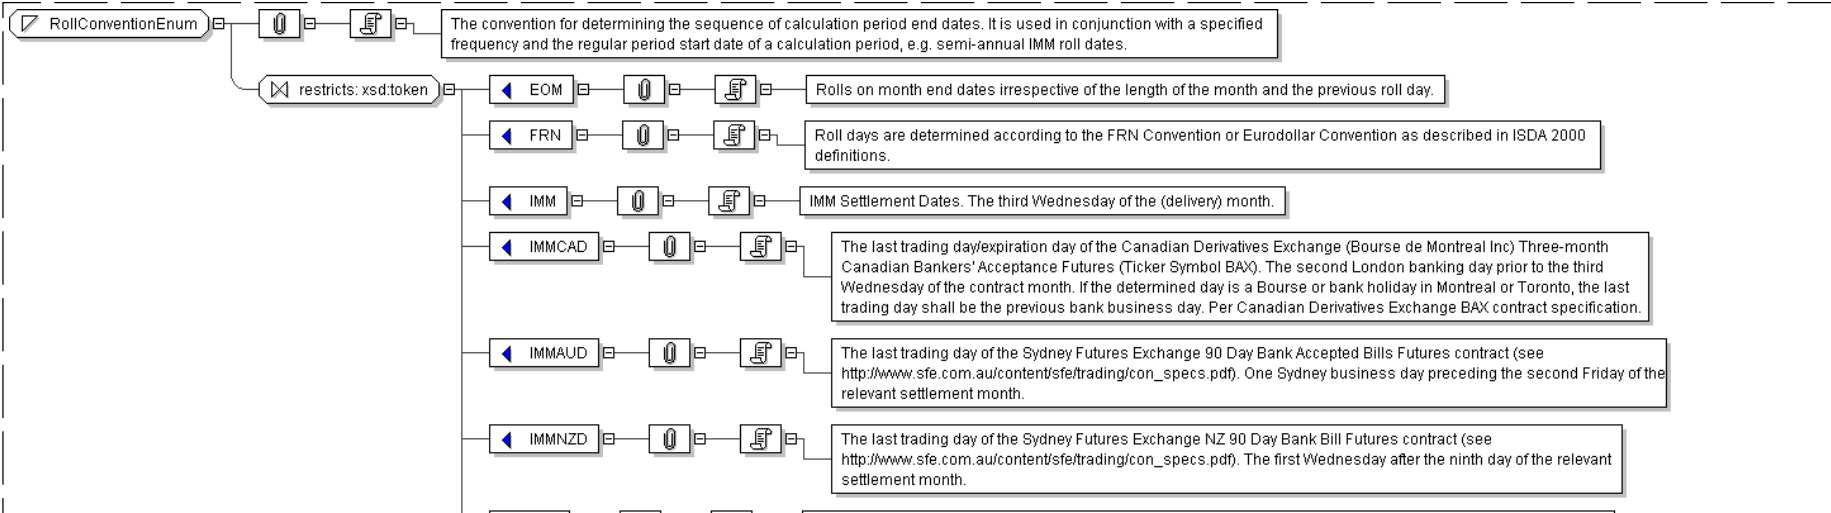 RollConventionEnum
The convention for determining the sequence of calculation period end dates. It is used in conjunction with a specified
frequency and the regular period start date of a calculation period, e.g. semi-annual IMM roll dates.
restricts: xsd:token
EOM
Rolls on month end dates irrespective of the length of the month and the previous roll day.
FRN
Roll days are determined according to the FRN Convention or Eurodollar Convention as described in ISDA 2000
definitions.
IMM
IMM Settlement Dates. The third Wednesday of the (delivery) month.
IMMCAD
The last trading day/expiration day of the Canadian Derivatives Exchange (Bourse de Montreal Inc) Three-month
Canadian Bankers' Acceptance Futures (Ticker Symbol BAX). The second London banking day prior to the third
Wednesday of the contract month. If the determined day is a Bourse or bank holiday in Montreal or Toronto, the last
trading day shall be the previous bank business day. Per Canadian Derivatives Exchange BAX contract specification.
IMMAUD
The last trading day of the Sydney Futures Exchange 90 Day Bank Accepted Bills Futures contract (see
http://www.sfe.com.au/content/sfe/trading/con_specs.pdf). One Sydney business day preceding the second Friday of the
relevant settlement month.
IMMNZD
The last trading day of the Sydney Futures Exchange NZ 90 Day Bank Bill Futures contract (see
http://www.sfe.com.au/content/sfe/trading/con_specs.pdf). The first Wednesday after the ninth day of the relevant
settlement month.